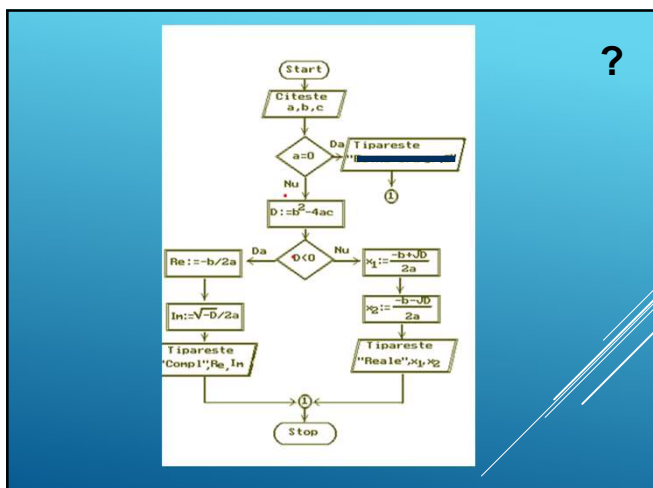 ?
Start
Citeste
a,b,c
a=0
Da
Tipareste
Nu
①
D:=b²-4ac
Da
D<0
Nu
Re:=-b/2a
x₁:=-b+√D/2a
Im:=√-D/2a
x₂:=-b-√D/2a
Tipareste
"Compl",Re,Im
Tipareste
"Reale",x₁,x₂
①
Stop